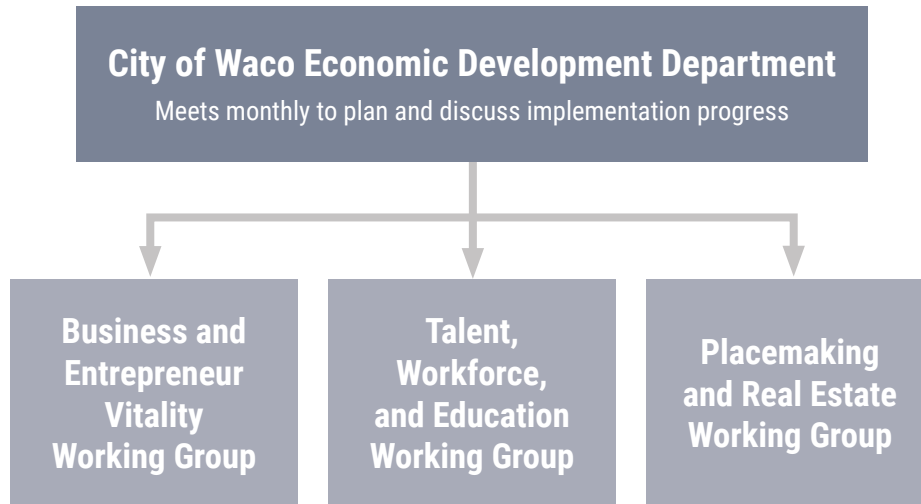 City of Waco Economic Development Department
Meets monthly to plan and discuss implementation progress
Business and
Entrepreneur
Vitality
Working Group
Talent,
Workforce,
and Education
Working Group
Placemaking
and Real Estate
Working Group